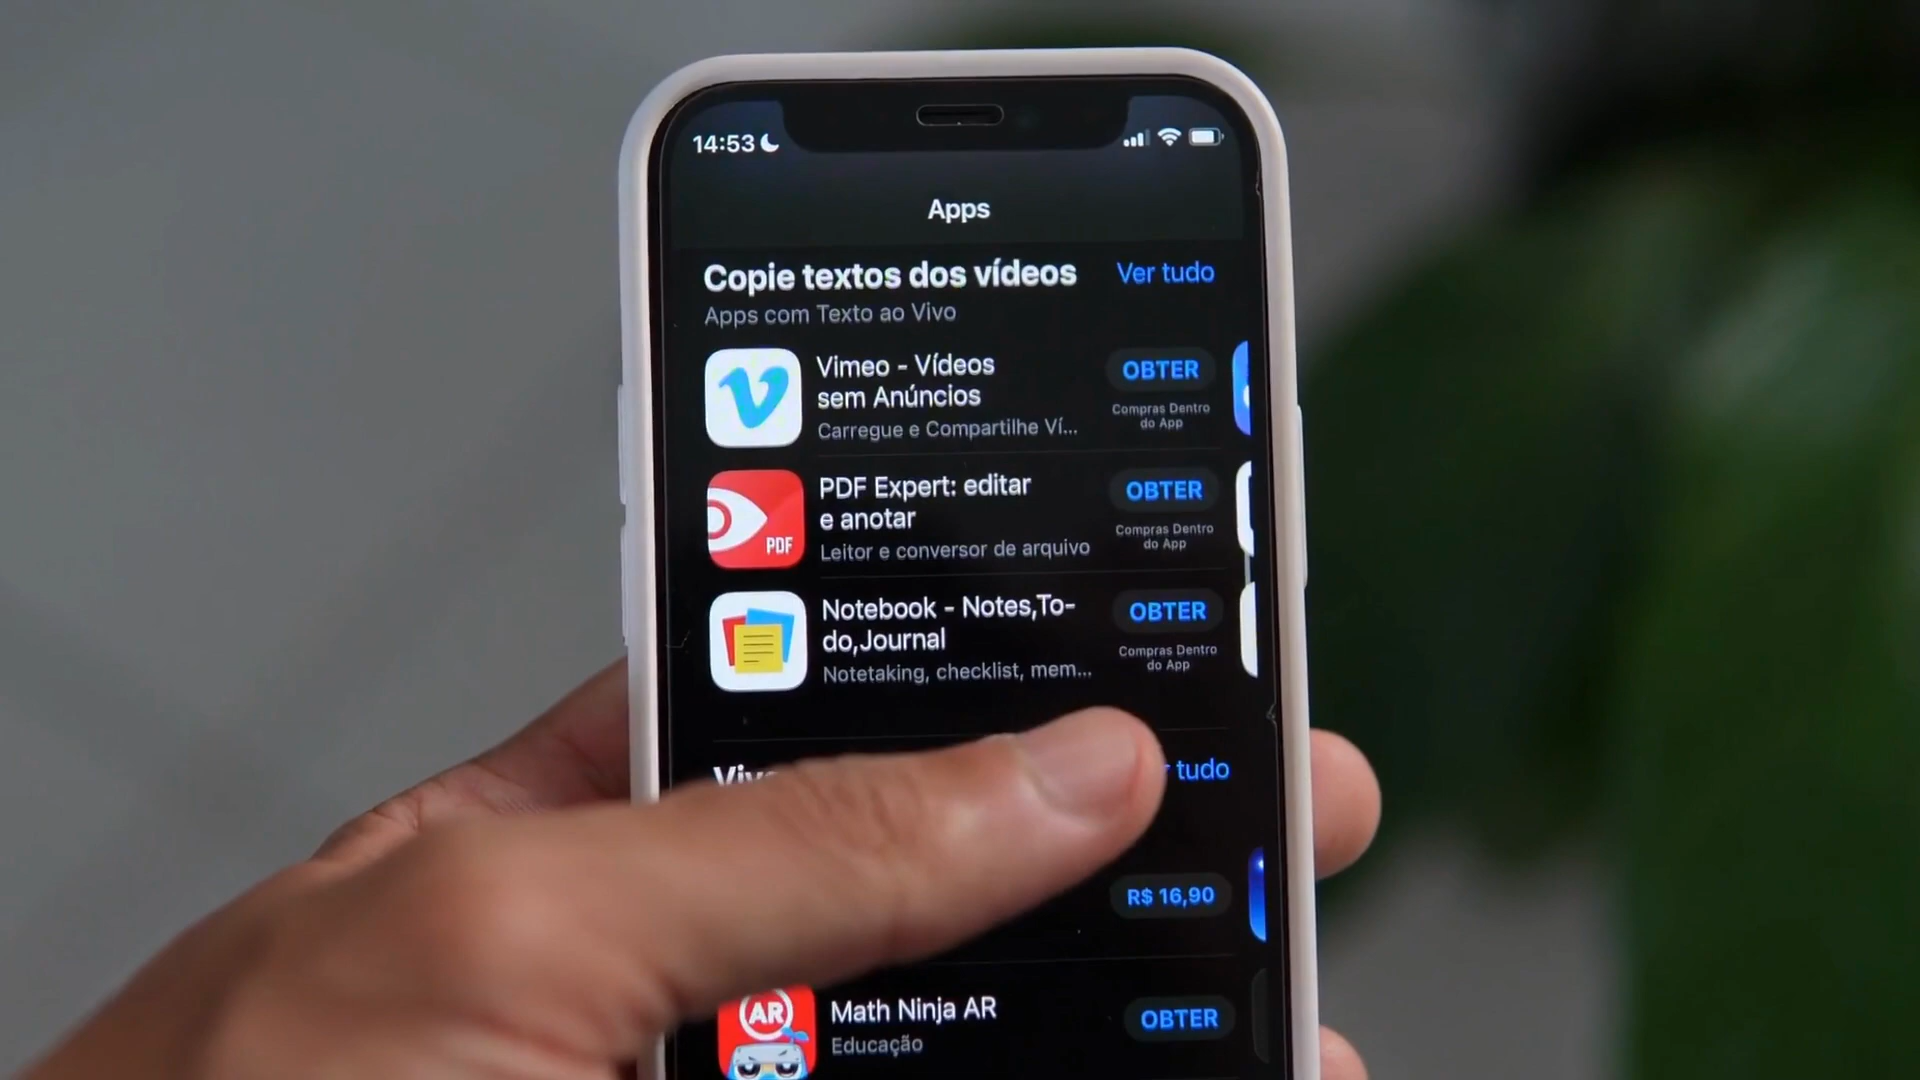 14:53
Apps
Copie textos dos vídeos
Ver tudo
Apps com Texto ao Vivo
Vimeo - Vídeos
sem Anúncios
Carregue e Compartilhe Ví...
OBTER
Compras Dentro
do App
PDF
PDF Expert: editar
e anotar
Leitor e conversor de arquivo
OBTER
Compras Dentro
do App
Notebook - Notes,To-
do,Journal
Notetaking, checklist, mem...
OBTER
Compras Dentro
do App
tudo
R$ 16,90
AR
Math Ninja AR
Educação
OBTER